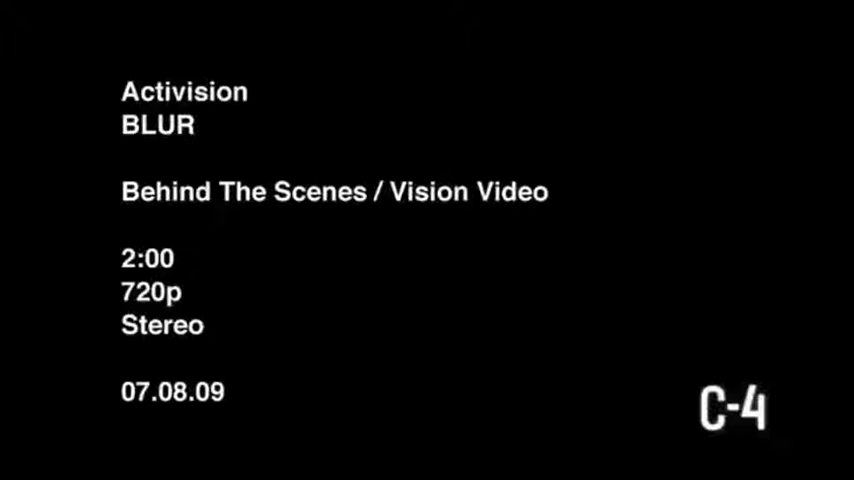 Activision
BLUR
Behind The Scenes / Vision Video
2:00
720p
Stereo
07.08.09
C-4